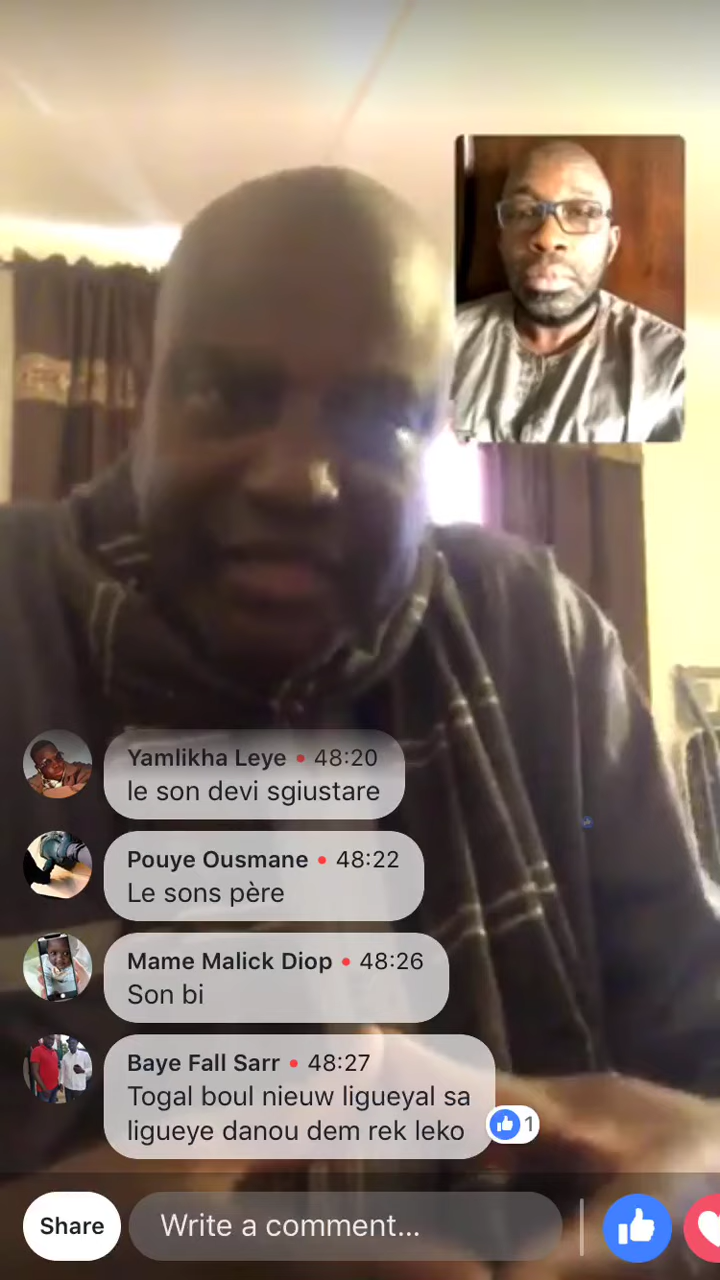 Yamlikha Leye • 48:20
le son devi sgiustare
Pouye Ousmane • 48:22
Le sons père
Mame Malick Diop • 48:26
Son bi
Baye Fall Sarr • 48:27
Togal boul nieuw ligueyal sa
ligueye danou dem rek leko
1
Share
Write a comment...